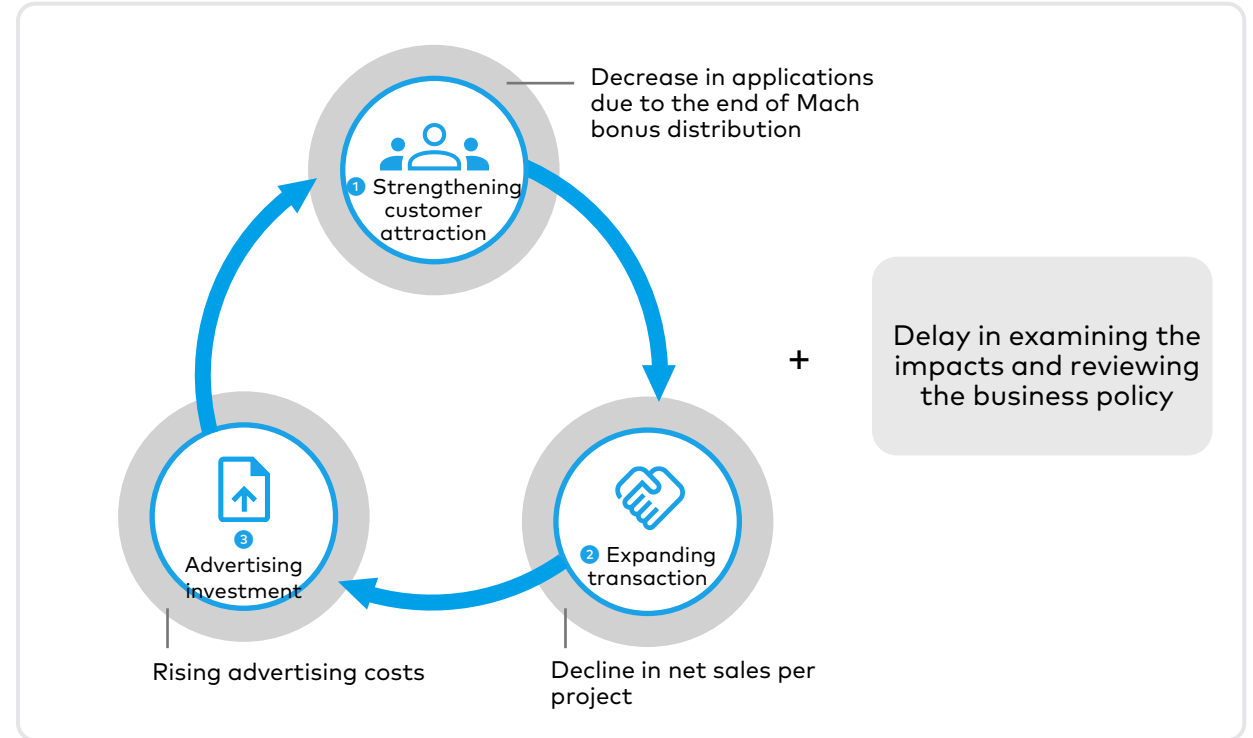 Decrease in applications
due to the end of Mach
bonus distribution
1 Strengthening
customer
attraction
+
Delay in examining the
impacts and reviewing
the business policy
2 Expanding
transaction
3
Advertising
investment
Rising advertising costs
Decline in net sales per
project